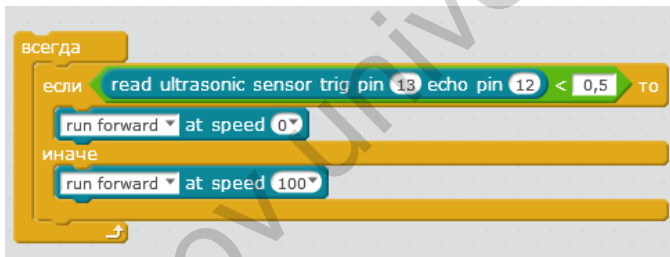 всегда
если read ultrasonic sensor trig pin 13 echo pin 12 < 0,5 то
run forward at speed 0
иначе
run forward at speed 100